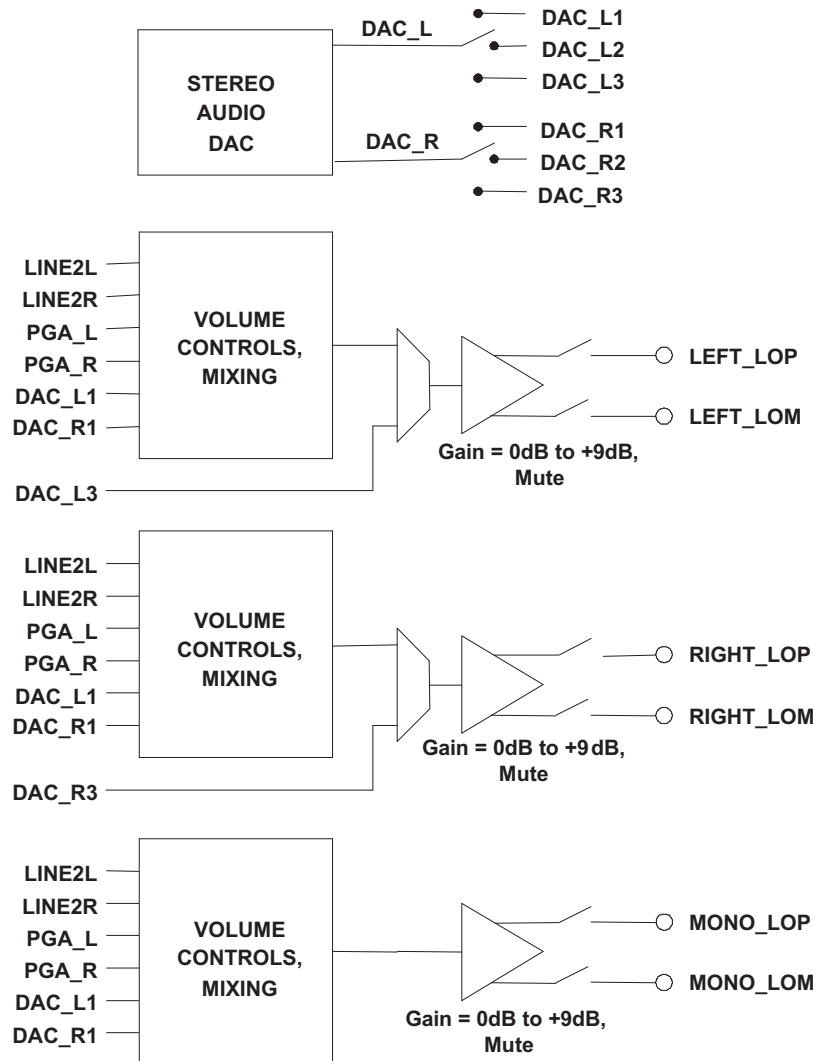 DAC_L
DAC_L1
DAC_L2
DAC_L3
STEREO
AUDIO
DAC
DAC_R
DAC_R1
DAC_R2
DAC_R3
LINE2L
LINE2R
PGA_L
PGA_R
DAC_L1
DAC_R1
DAC_L3
VOLUME
CONTROLS,
MIXING
Gain = 0dB to +9dB,
Mute
LEFT_LOP
LEFT_LOM
LINE2L
LINE2R
PGA_L
PGA_R
DAC_L1
DAC_R1
DAC_R3
VOLUME
CONTROLS,
MIXING
Gain = 0dB to +9dB,
Mute
RIGHT_LOP
RIGHT_LOM
LINE2L
LINE2R
PGA_L
PGA_R
DAC_L1
DAC_R1
VOLUME
CONTROLS,
MIXING
Gain = 0dB to +9dB,
Mute
MONO_LOP
MONO_LOM